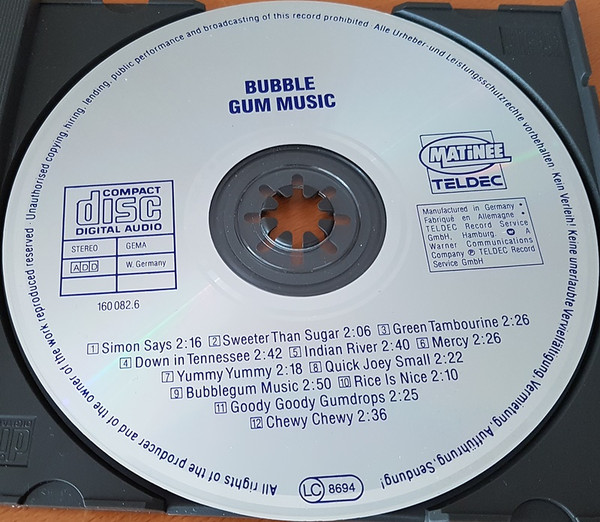 BUBBLE
GUM MUSIC
MATINEE
TELDEC
COMPACT
disc
DIGITAL AUDIO
STEREO
GEMA
ADD
W. Germany
160 082.6
Manufactured in Germany •
Fabriqué en Allemagne •
TELDEC Record Service
GmbH, Hamburg. A
Warner Communications
Company ℗ TELDEC Record
Service GmbH
1 Simon Says 2:16 2 Sweeter Than Sugar 2:06 3 Green Tambourine 2:26
4 Down in Tennessee 2:42 5 Indian River 2:40 6 Mercy 2:26
7 Yummy Yummy 2:18 8 Quick Joey Small 2:22
9 Bubblegum Music 2:50 10 Rice Is Nice 2:10
11 Goody Goody Gumdrops 2:25
12 Chewy Chewy 2:36
LC 8694
All rights of the producer and of the owner of the work reproduced reserved · Unauthorised copying, hiring, lending, public performance and broadcasting of this record prohibited · Alle Urheber- und Leistungsschutzrechte vorbehalten · Kein Verleih! Keine unerlaubte Vervielfältigung, Vermietung, Aufführung, Sendung!